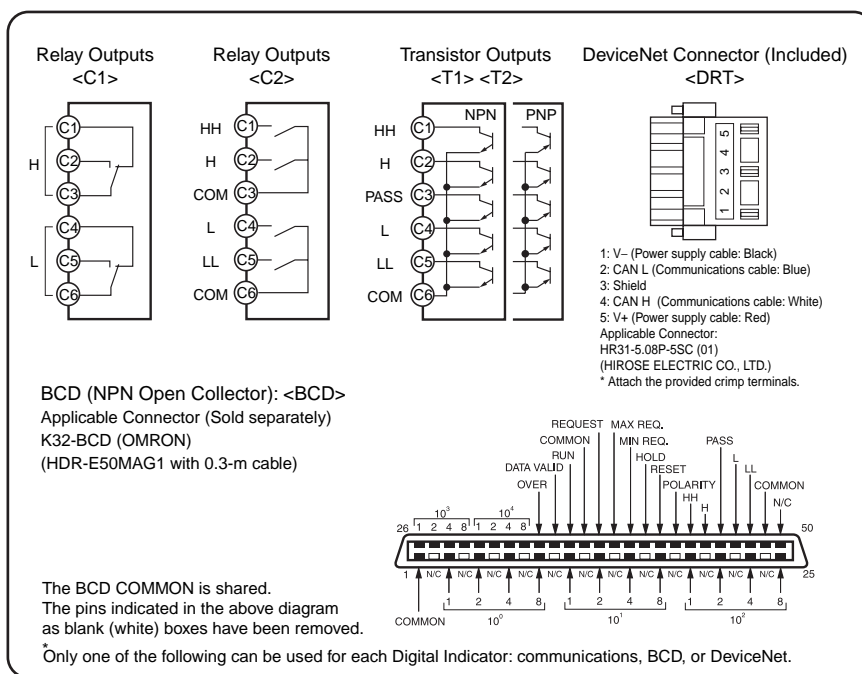 Relay Outputs
<C1>
C1
C2
C3
C4
C5
C6
H
L
Relay Outputs
<C2>
HH
H
COM
L
LL
COM
C1
C2
C3
C4
C5
C6
Transistor Outputs
<T1> <T2>
NPN
PNP
HH
H
PASS
L
LL
COM
C1
C2
C3
C4
C5
C6
DeviceNet Connector (Included)
<DRT>
1 2 3 4 5
1: V– (Power supply cable: Black)
2: CAN L (Communications cable: Blue)
3: Shield
4: CAN H (Communications cable: White)
5: V+ (Power supply cable: Red)
Applicable Connector:
HR31-5.08P-5SC (01)
(HIROSE ELECTRIC CO., LTD.)
* Attach the provided crimp terminals.
BCD (NPN Open Collector): <BCD>
Applicable Connector (Sold separately)
K32-BCD (OMRON)
(HDR-E50MAG1 with 0.3-m cable)
REQUEST MAX REQ.
COMMON MIN REQ. PASS
RUN HOLD L
DATA VALID RESET LL
OVER POLARITY COMMON
HH N/C
H
10³ 10⁴
26 1 2 4 8 1 2 4 8 50
1 N/C N/C N/C N/C N/C N/C N/C N/C N/C N/C N/C N/C 25
1 2 4 8 1 2 4 8 1 2 4 8
COMMON 10⁰ 10¹ 10²
The BCD COMMON is shared.
The pins indicated in the above diagram
as blank (white) boxes have been removed.
*Only one of the following can be used for each Digital Indicator: communications, BCD, or DeviceNet.